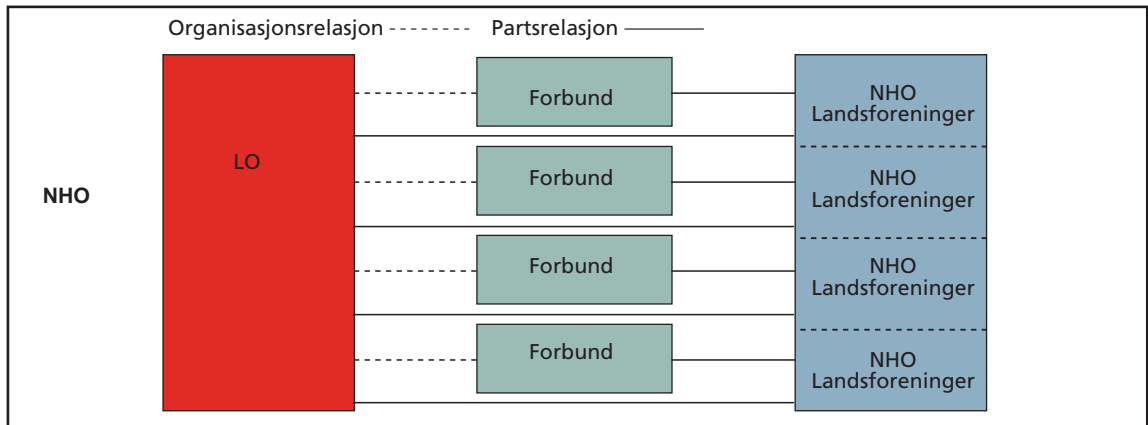 Organisasjonsrelasjon Partsrelasjon
NHO
LO
Forbund
NHO
Landsforeninger
Forbund
NHO
Landsforeninger
Forbund
NHO
Landsforeninger
Forbund
NHO
Landsforeninger